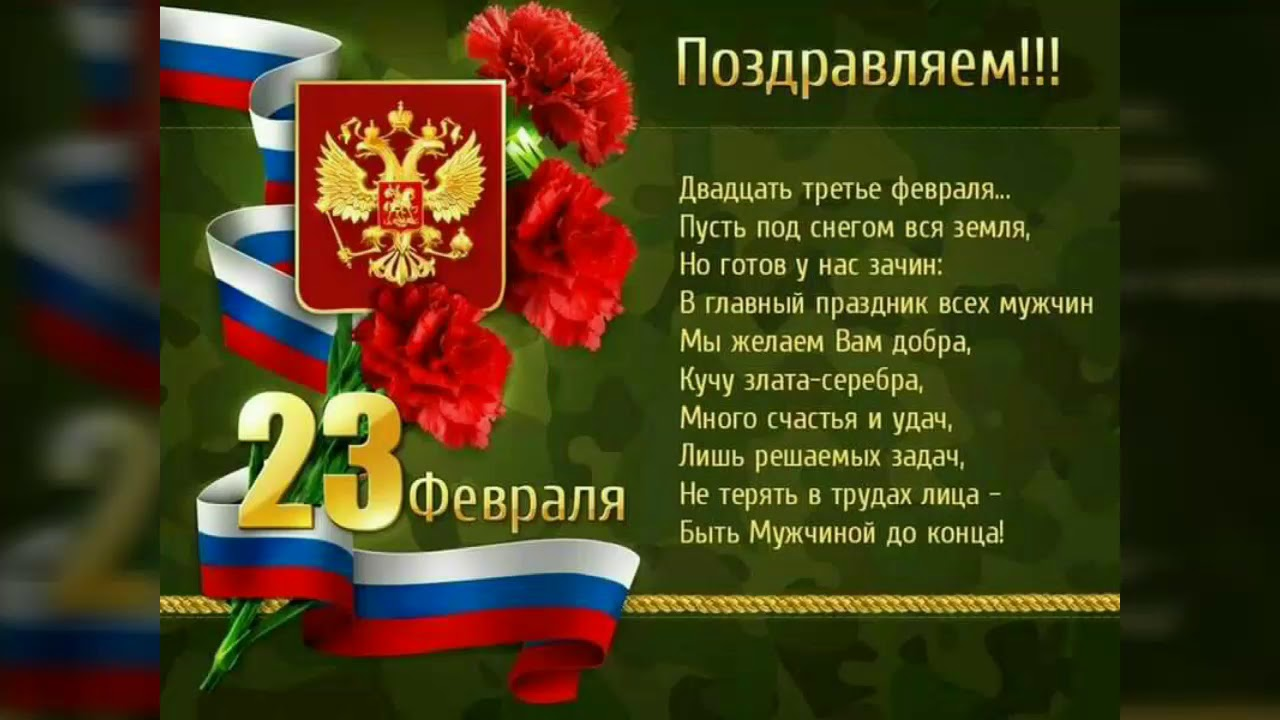 Поздравляем!!!
Двадцать третье февраля...
Пусть под снегом вся земля,
Но готов у нас зачин:
В главный праздник всех мужчин
Мы желаем Вам добра,
Кучу злата-серебра,
Много счастья и удач,
Лишь решаемых задач,
Не терять в трудах лица -
Быть Мужчиной до конца!
23 Февраля